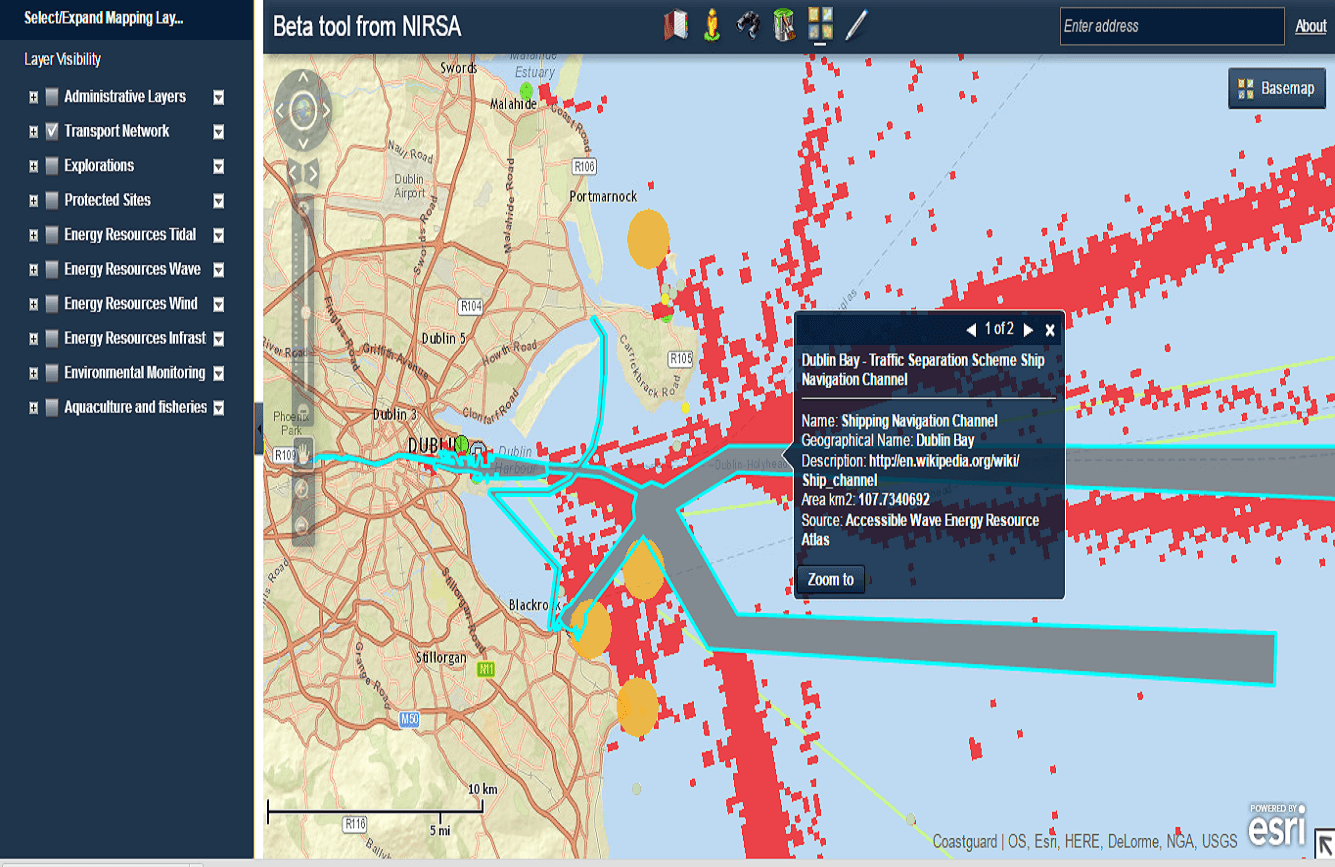 Select/Expand Mapping Lay...
Beta tool from NIRSA
Enter address
About
Layer Visibility
Administrative Layers
Transport Network
Explorations
Protected Sites
Energy Resources Tidal
Energy Resources Wave
Energy Resources Wind
Energy Resources Infrast
Environmental Monitoring
Aquaculture and fisheries
Basemap
Swords
Malahide
Estuary
Malahide
Coast Road
Naul Road
R106
Dublin
Airport
Malahide Road
Portmarnock
Swords Road
R104
Finglas Road
Dublin 5
River Road
Griffith Avenue
Howth Road
R105
Carrickbrack Road
Phoenix
Park
Dublin 3
Clontarf Road
DUBLIN
Dublin
Harbour
R109
1 of 2
Dublin Bay - Traffic Separation Scheme Ship
Navigation Channel
Name: Shipping Navigation Channel
Geographical Name: Dublin Bay
Description: http://en.wikipedia.org/wiki/
Ship_channel
Area km2: 107.7340692
Source: Accessible Wave Energy Resource
Atlas
Zoom to
Blackrock
Stillorgan Road
Stillorgan
N11
Grange Road
M50
10 km
5 mi
R116
POWERED BY
esri
Coastguard | OS, Esri, HERE, DeLorme, NGA, USGS